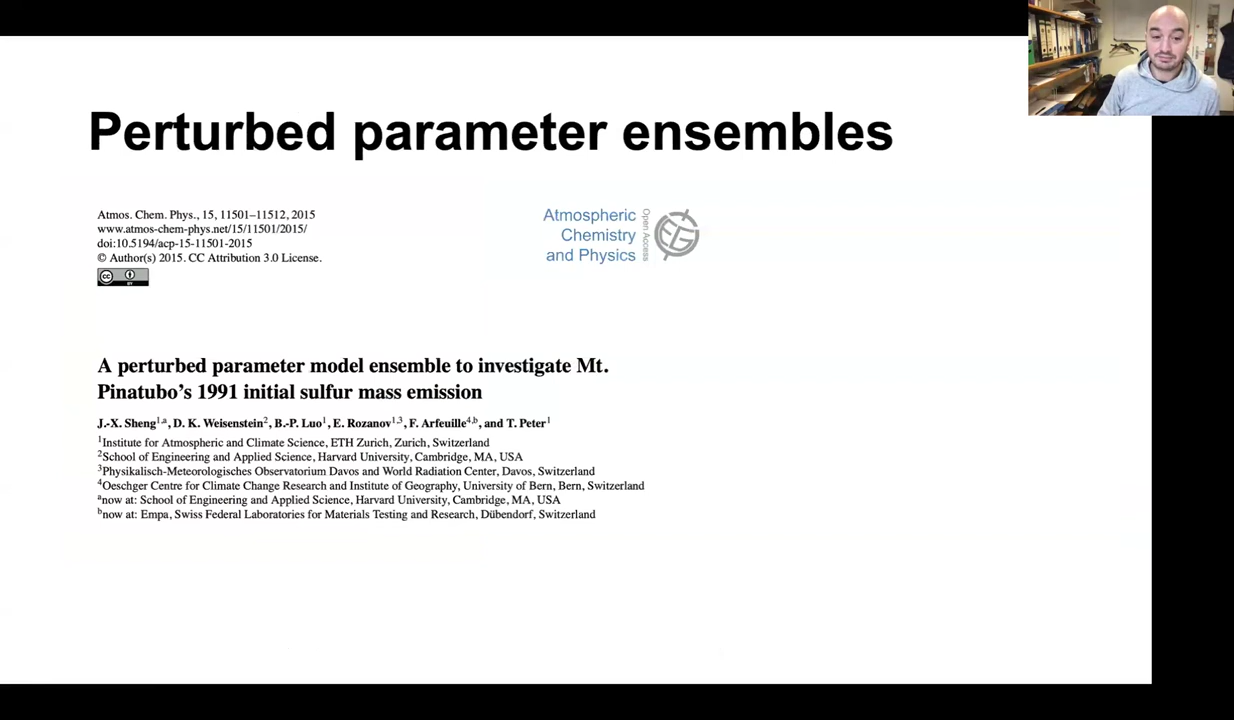 Perturbed parameter ensembles
Atmos. Chem. Phys., 15, 11501–11512, 2015
www.atmos-chem-phys.net/15/11501/2015/
doi:10.5194/acp-15-11501-2015
© Author(s) 2015. CC Attribution 3.0 License.
cc
BY
Atmospheric
Chemistry
and Physics
Open Access
EGU
A perturbed parameter model ensemble to investigate Mt.
Pinatubo's 1991 initial sulfur mass emission
J.-X. Sheng1,a, D. K. Weisenstein2, B.-P. Luo1, E. Rozanov1,3, F. Arfeuille4,b, and T. Peter1
1Institute for Atmospheric and Climate Science, ETH Zurich, Zurich, Switzerland
2School of Engineering and Applied Science, Harvard University, Cambridge, MA, USA
3Physikalisch-Meteorologisches Observatorium Davos and World Radiation Center, Davos, Switzerland
4Oeschger Centre for Climate Change Research and Institute of Geography, University of Bern, Bern, Switzerland
anow at: School of Engineering and Applied Science, Harvard University, Cambridge, MA, USA
bnow at: Empa, Swiss Federal Laboratories for Materials Testing and Research, Dübendorf, Switzerland